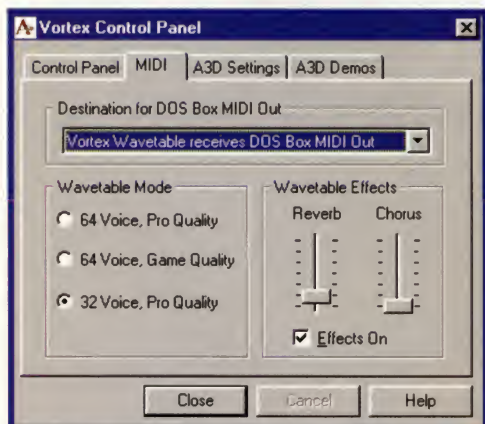 Vortex Control Panel
Control Panel MIDI A3D Settings A3D Demos
Destination for DOS Box MIDI Out
Vortex Wavetable receives DOS Box MIDI Out
Wavetable Mode
64 Voice, Pro Quality
64 Voice, Game Quality
32 Voice, Pro Quality
Wavetable Effects
Reverb Chorus
Effects On
Close Cancel Help